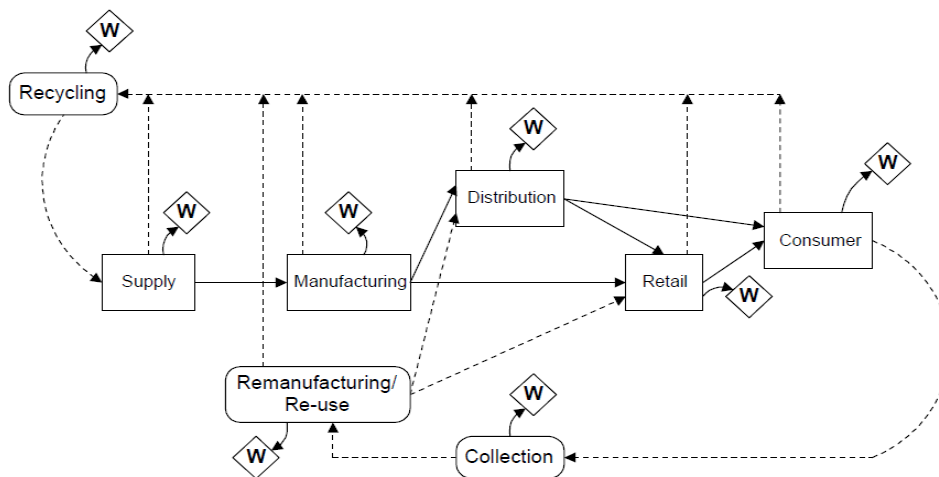 W
Recycling
W
Distribution
W
W
W
Consumer
Supply
Manufacturing
Retail
W
Remanufacturing/
Re-use
W
W
Collection